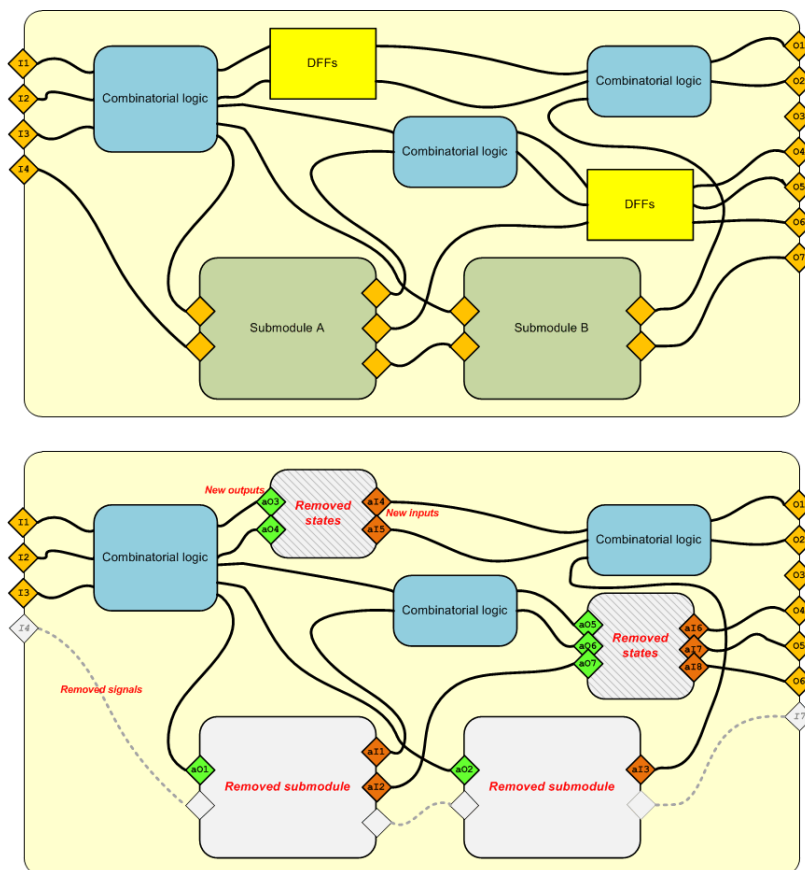 I1
O1
DFFs
Combinatorial logic
Combinatorial logic
I2
O2
I3
O3
Combinatorial logic
O4
I4
O5
DFFs
O6
O7
Submodule A
Submodule B
New outputs
aO3
aI4
O1
Removed
states
New inputs
I1
aO4
aI5
O2
I2
Combinatorial logic
Combinatorial logic
O3
I3
Combinatorial logic
O4
I4
aO5
aI6
aO6
Removed
states
aI7
O5
aO7
aI8
O6
Removed signals
I7
aI1
aO1
aO2
aI3
Removed submodule
aI2
Removed submodule